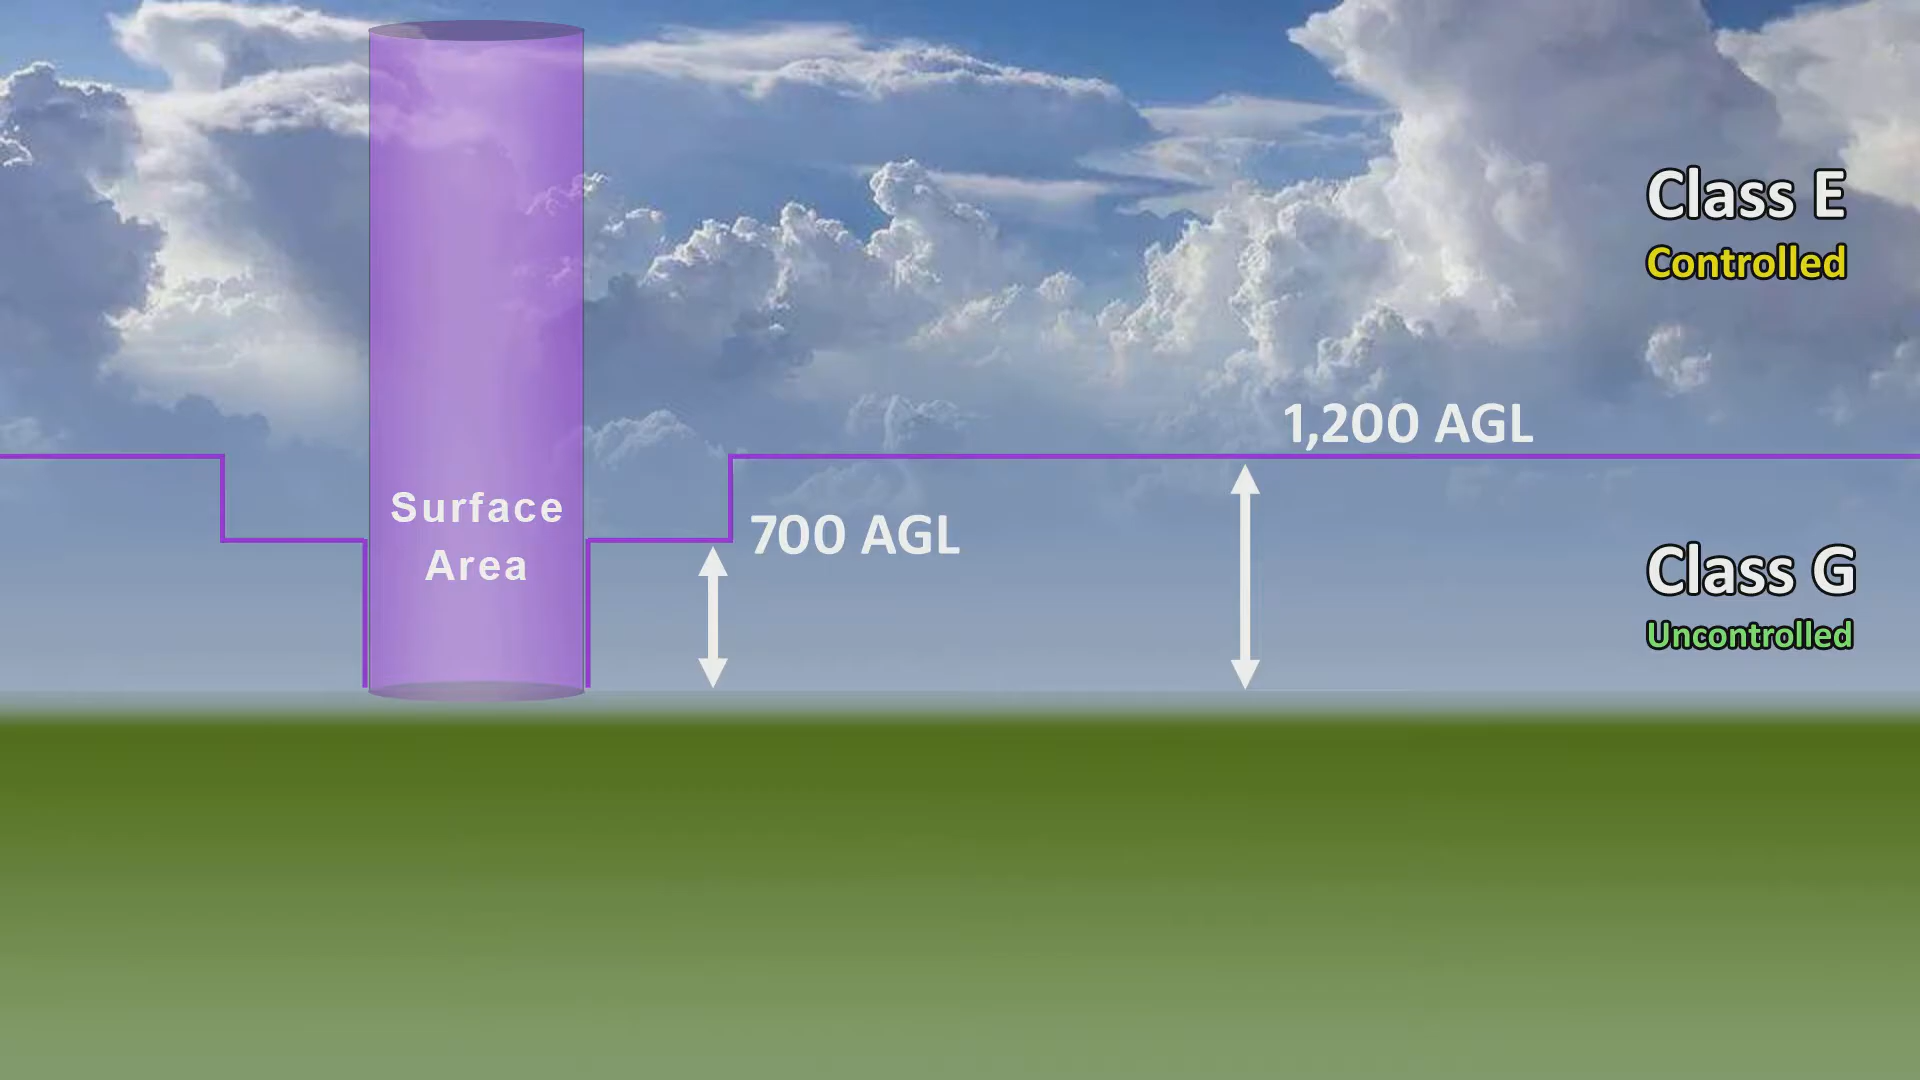 Class E
Controlled
1,200 AGL
Surface
Area
700 AGL
Class G
Uncontrolled